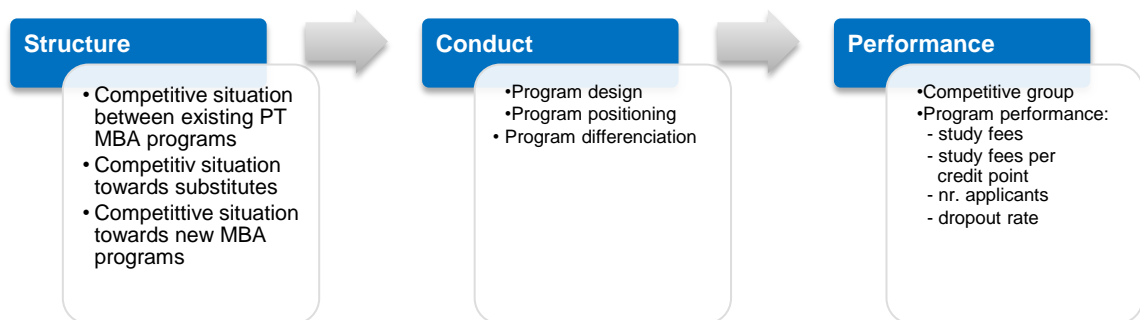 Structure
• Competitive situation
between existing PT
MBA programs
• Competitiv situation
towards substitutes
• Competittive situation
towards new MBA
programs
Conduct
•Program design
•Program positioning
• Program differenciation
Performance
•Competitive group
•Program performance:
- study fees
- study fees per
credit point
- nr. applicants
- dropout rate